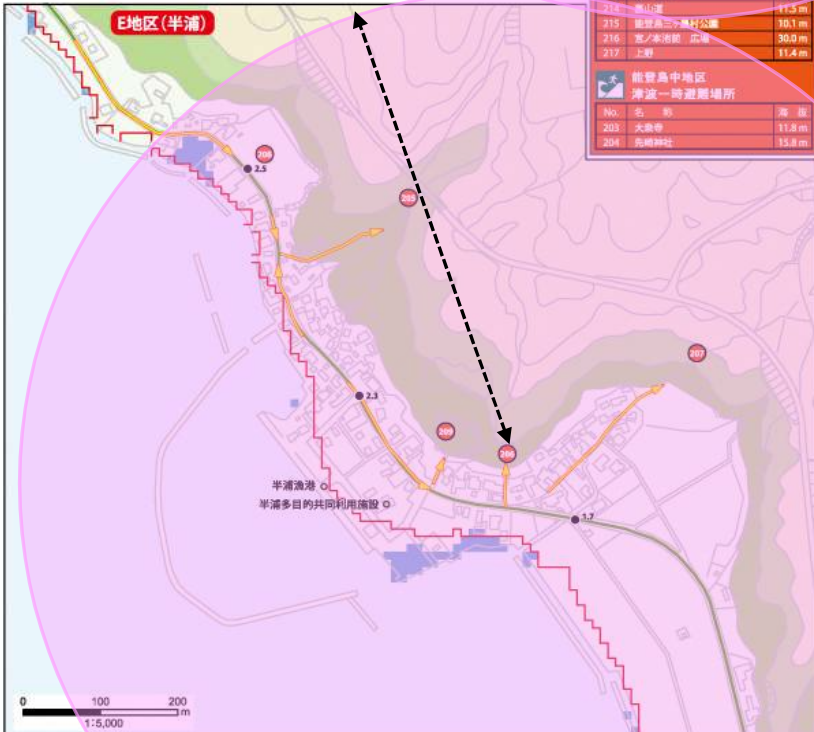 E地区(半浦)
215 能登島三ヶ農村公園 10.1 m
216 宮ノ本池前 広場 30.0 m
217 上野 11.4 m
能登島中地区
津波一時避難場所
No. 名 称 海 抜
203 大泉寺 11.8 m
204 先崎神社 15.8 m
208
2.5
205
207
2.3
209
206
半浦漁港
半浦多目的共同利用施設
1.7
0 100 200
m
1:5,000